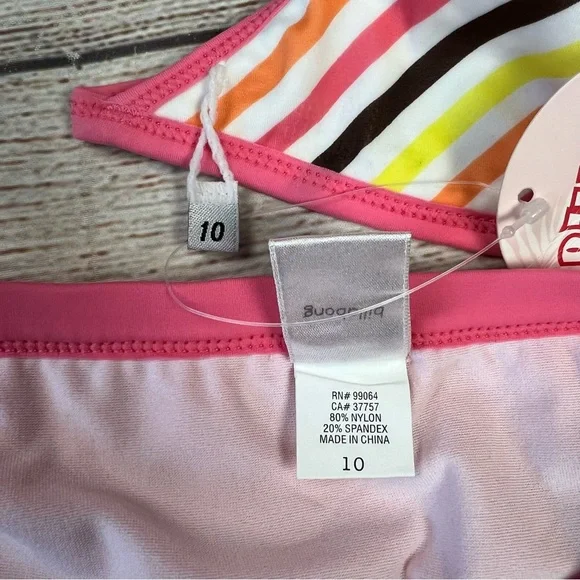 10
billabong
RN# 99064
CA# 37757
80% NYLON
20% SPANDEX
MADE IN CHINA
10